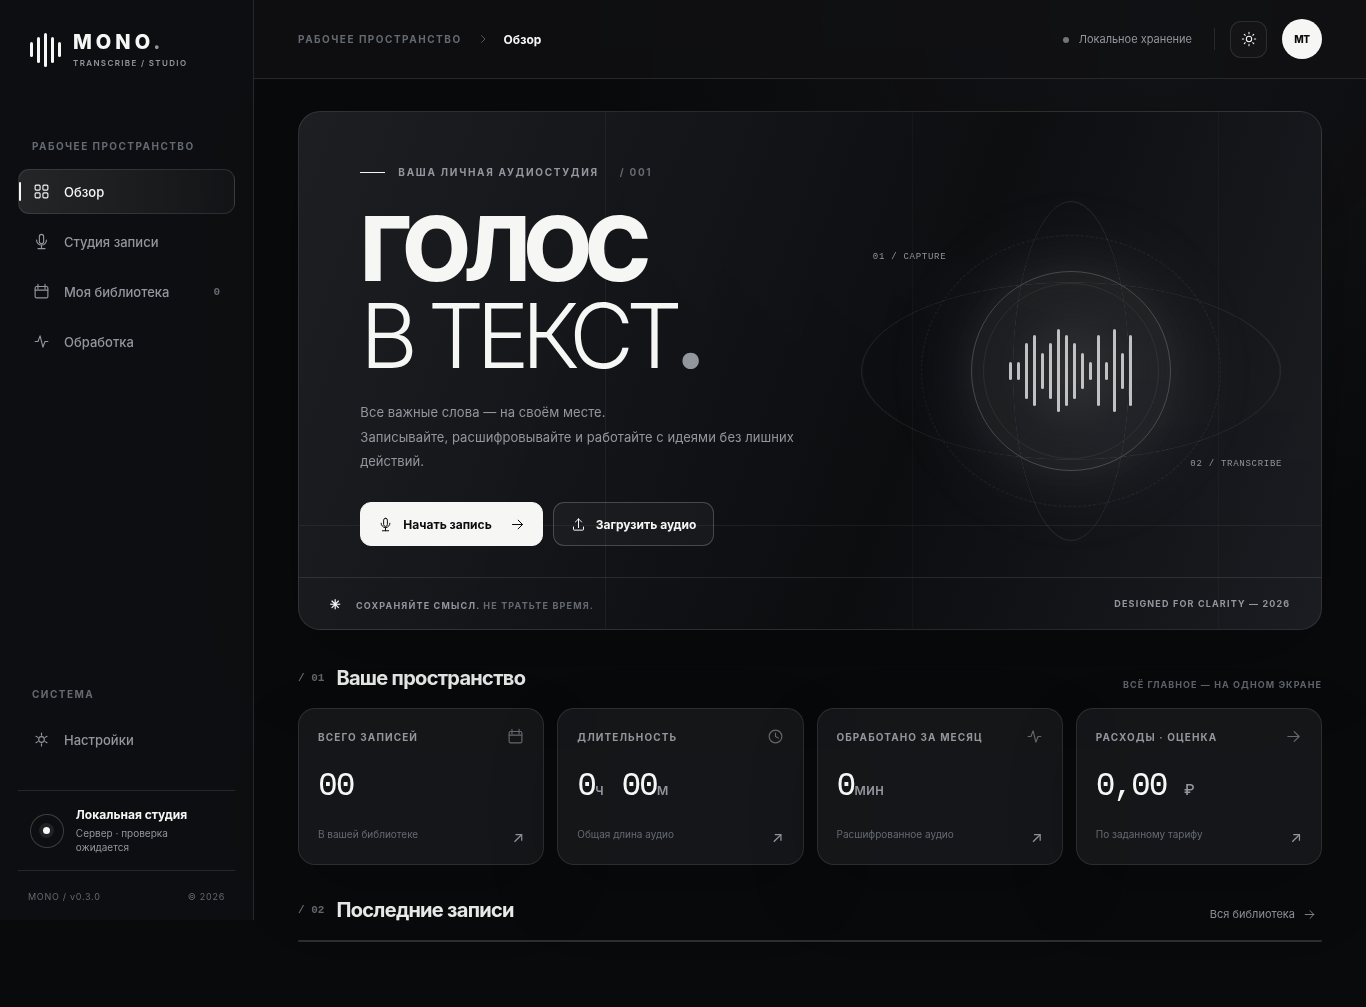 MONO.
TRANSCRIBE / STUDIO
РАБОЧЕЕ ПРОСТРАНСТВО
Обзор
Студия записи
Моя библиотека 0
Обработка
СИСТЕМА
Настройки
Локальная студия
Сервер · проверка
ожидается
MONO / v0.3.0 © 2026
РАБОЧЕЕ ПРОСТРАНСТВО Обзор
Локальное хранение
МТ
ВАША ЛИЧНАЯ АУДИОСТУДИЯ / 001
ГОЛОС
В ТЕКСТ.
Все важные слова — на своём месте.
Записывайте, расшифровывайте и работайте с идеями без лишних
действий.
Начать запись
Загрузить аудио
01 / CAPTURE
02 / TRANSCRIBE
СОХРАНЯЙТЕ СМЫСЛ. НЕ ТРАТЬТЕ ВРЕМЯ.
DESIGNED FOR CLARITY — 2026
/ 01 Ваше пространство
ВСЁ ГЛАВНОЕ — НА ОДНОМ ЭКРАНЕ
ВСЕГО ЗАПИСЕЙ
00
В вашей библиотеке
ДЛИТЕЛЬНОСТЬ
0ч 00м
Общая длина аудио
ОБРАБОТАНО ЗА МЕСЯЦ
0мин
Расшифрованное аудио
РАСХОДЫ · ОЦЕНКА
0,00 ₽
По заданному тарифу
/ 02 Последние записи
Вся библиотека